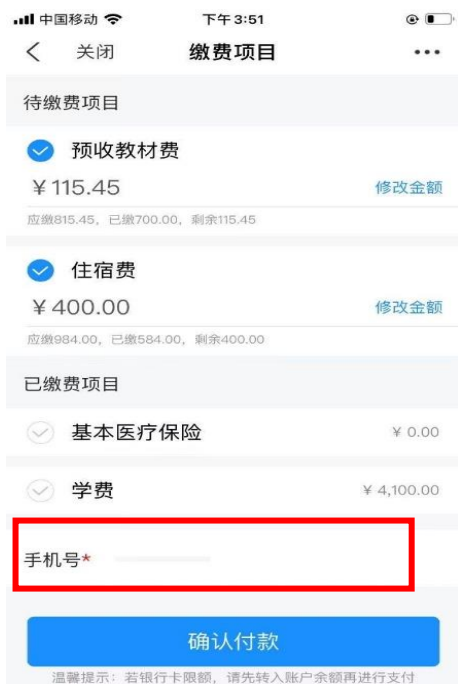 中国移动 下午3:51
关闭 缴费项目
待缴费项目
预收教材费
¥115.45 修改金额
应缴815.45, 已缴700.00, 剩余115.45
住宿费
¥400.00 修改金额
应缴984.00, 已缴584.00, 剩余400.00
已缴费项目
基本医疗保险 ¥ 0.00
学费 ¥ 4,100.00
手机号*
确认付款
温馨提示：若银行卡限额，请先转入账户余额再进行支付